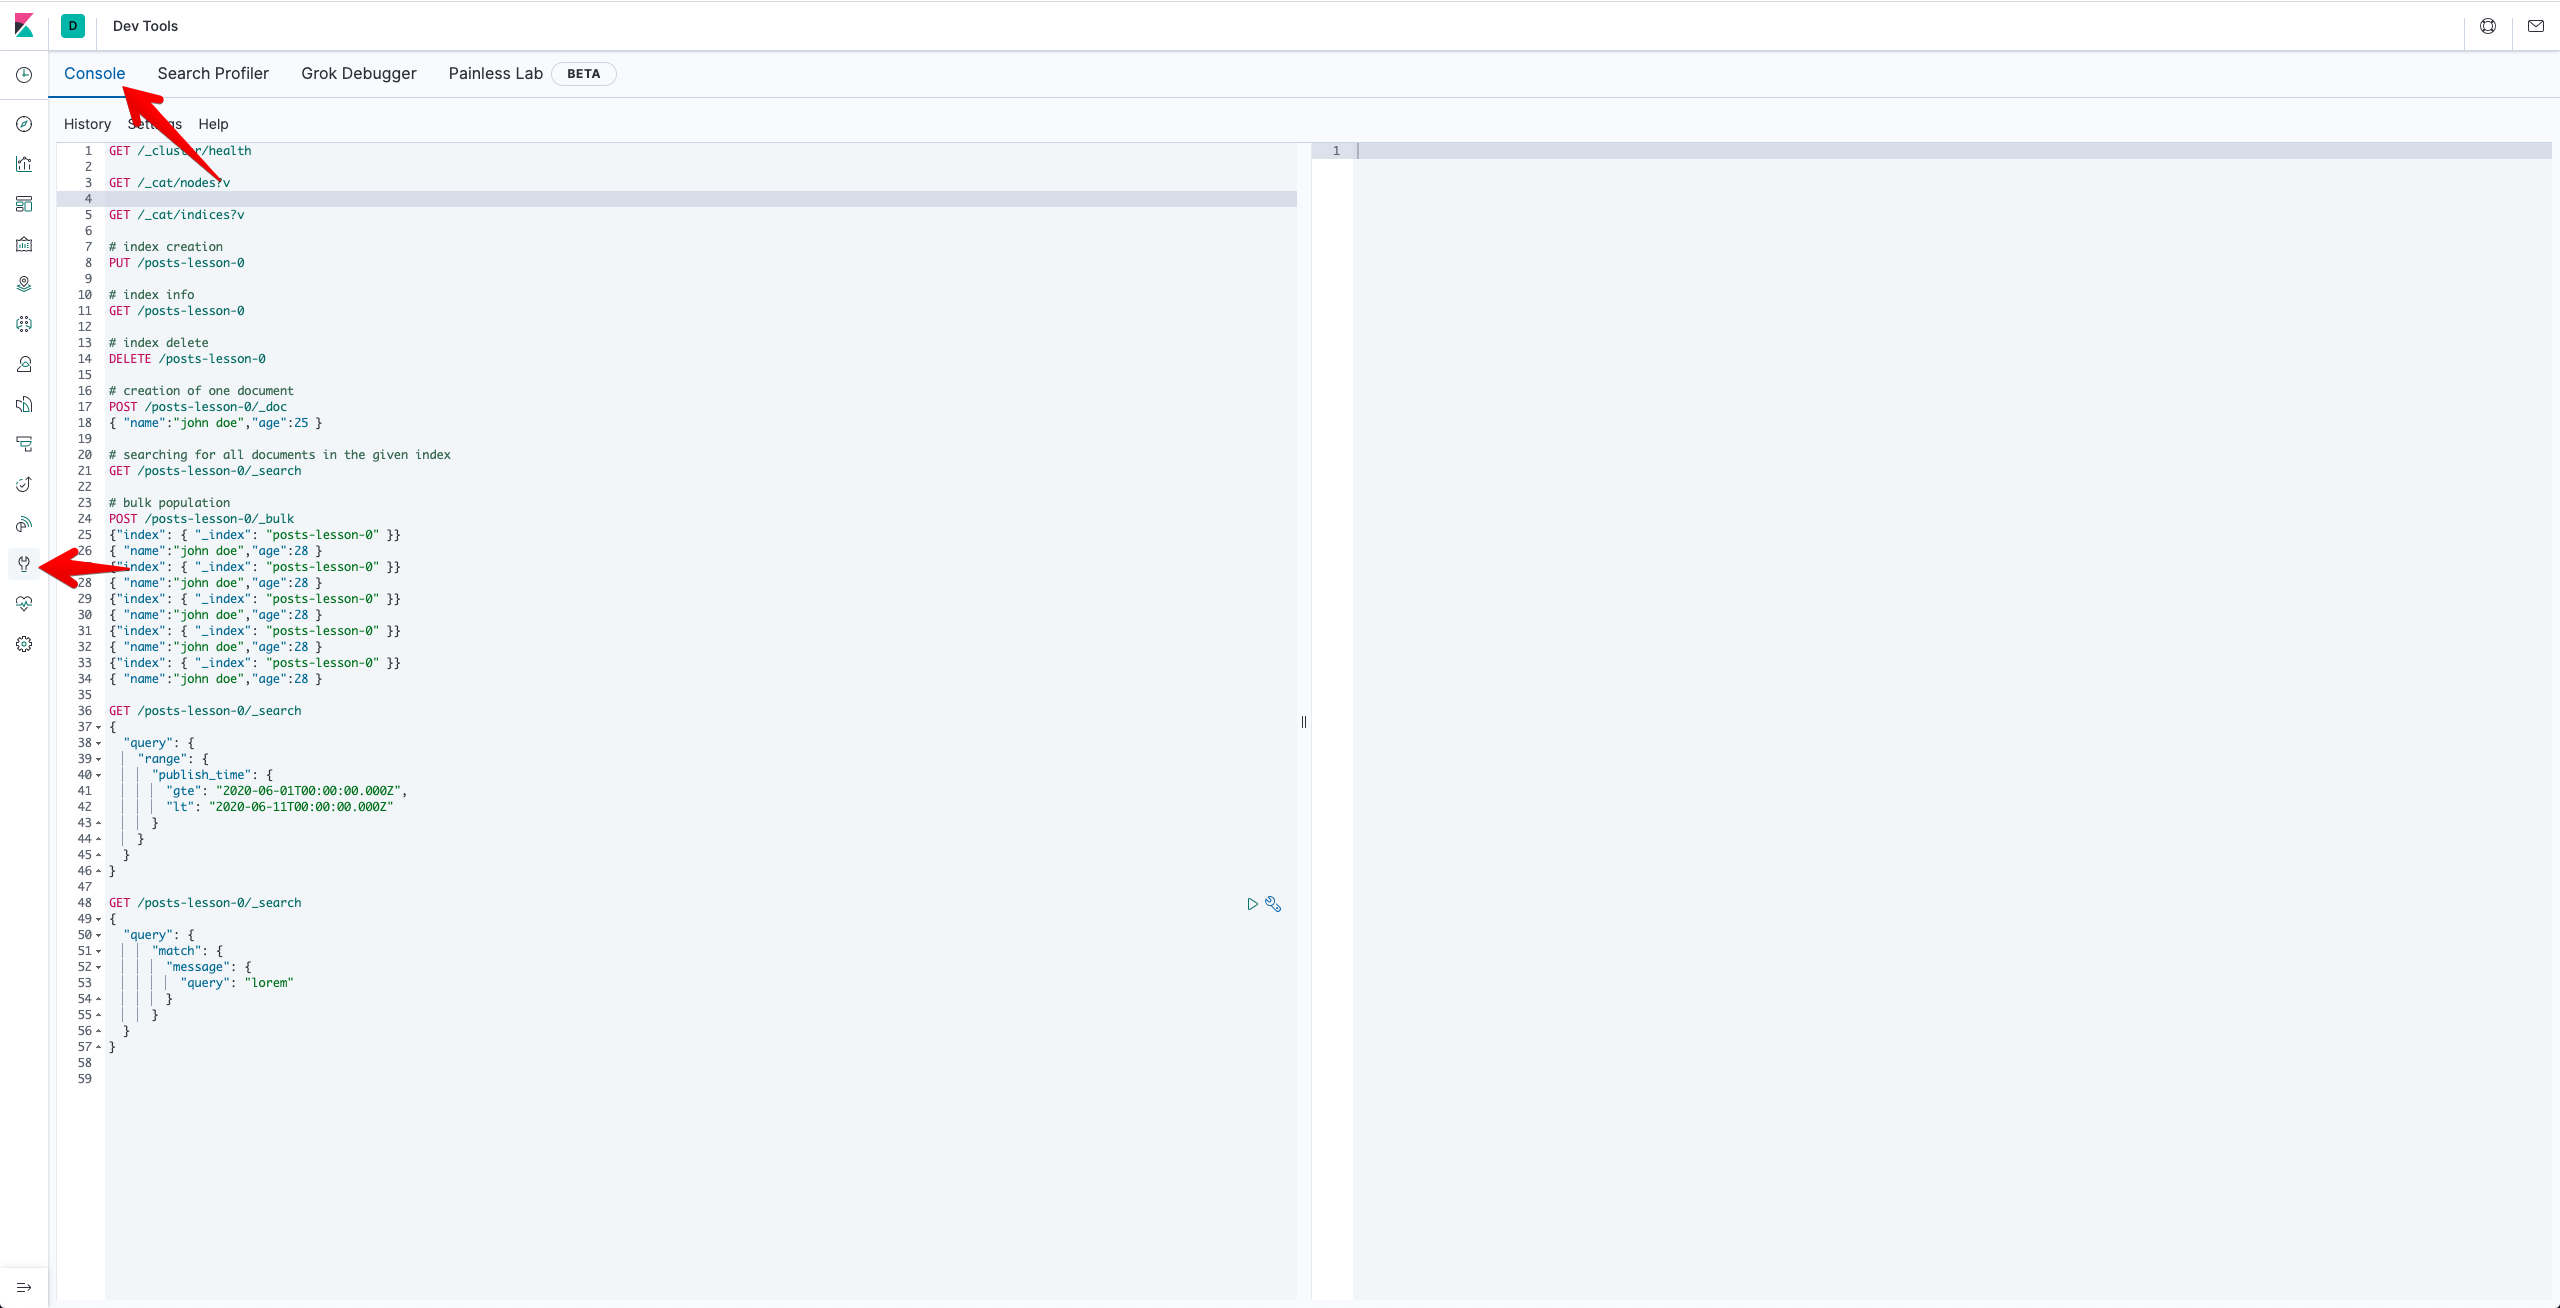 D Dev Tools
Console Search Profiler Grok Debugger Painless Lab BETA
History Settings Help
1 GET /_cluster/health
2
3 GET /_cat/nodes?v
4
5 GET /_cat/indices?v
6
7 # index creation
8 PUT /posts-lesson-0
9
10 # index info
11 GET /posts-lesson-0
12
13 # index delete
14 DELETE /posts-lesson-0
15
16 # creation of one document
17 POST /posts-lesson-0/_doc
18 { "name":"john doe","age":25 }
19
20 # searching for all documents in the given index
21 GET /posts-lesson-0/_search
22
23 # bulk population
24 POST /posts-lesson-0/_bulk
25 {"index": { "_index": "posts-lesson-0" }}
26 { "name":"john doe","age":28 }
{"index": { "_index": "posts-lesson-0" }}
28 { "name":"john doe","age":28 }
29 {"index": { "_index": "posts-lesson-0" }}
30 { "name":"john doe","age":28 }
31 {"index": { "_index": "posts-lesson-0" }}
32 { "name":"john doe","age":28 }
33 {"index": { "_index": "posts-lesson-0" }}
34 { "name":"john doe","age":28 }
35
36 GET /posts-lesson-0/_search
37 {
38 "query": {
39 "range": {
40 "publish_time": {
41 "gte": "2020-06-01T00:00:00.000Z",
42 "lt": "2020-06-11T00:00:00.000Z"
43 }
44 }
45 }
46 }
47
48 GET /posts-lesson-0/_search
49 {
50 "query": {
51 "match": {
52 "message": {
53 "query": "lorem"
54 }
55 }
56 }
57 }
58
59
1